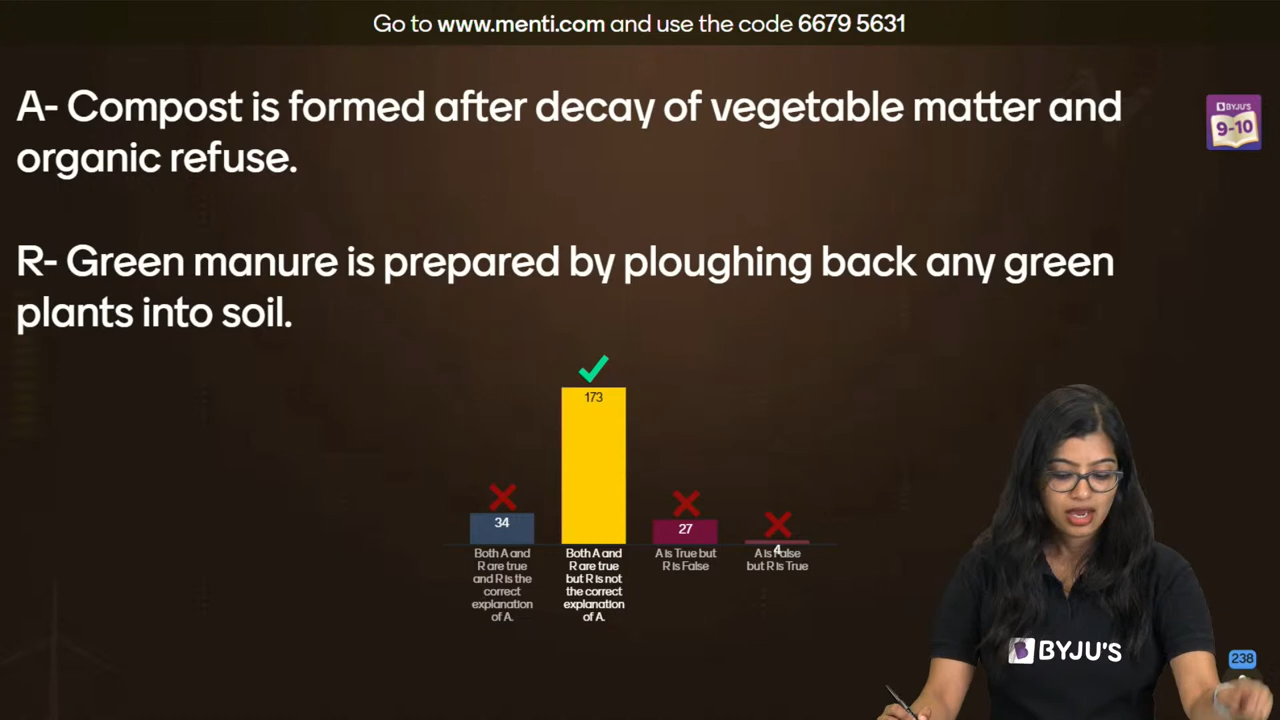 Go to www.menti.com and use the code 6679 5631
A- Compost is formed after decay of vegetable matter and
organic refuse.
BYJU'S
9-10
R- Green manure is prepared by ploughing back any green
plants into soil.
173
34
27
4
Both A and
R are true
and R is the
correct
explanation
of A.
Both A and
R are true
but R is not
the correct
explanation
of A.
A is True but
R is False
A is False
but R is True
BYJU'S
238